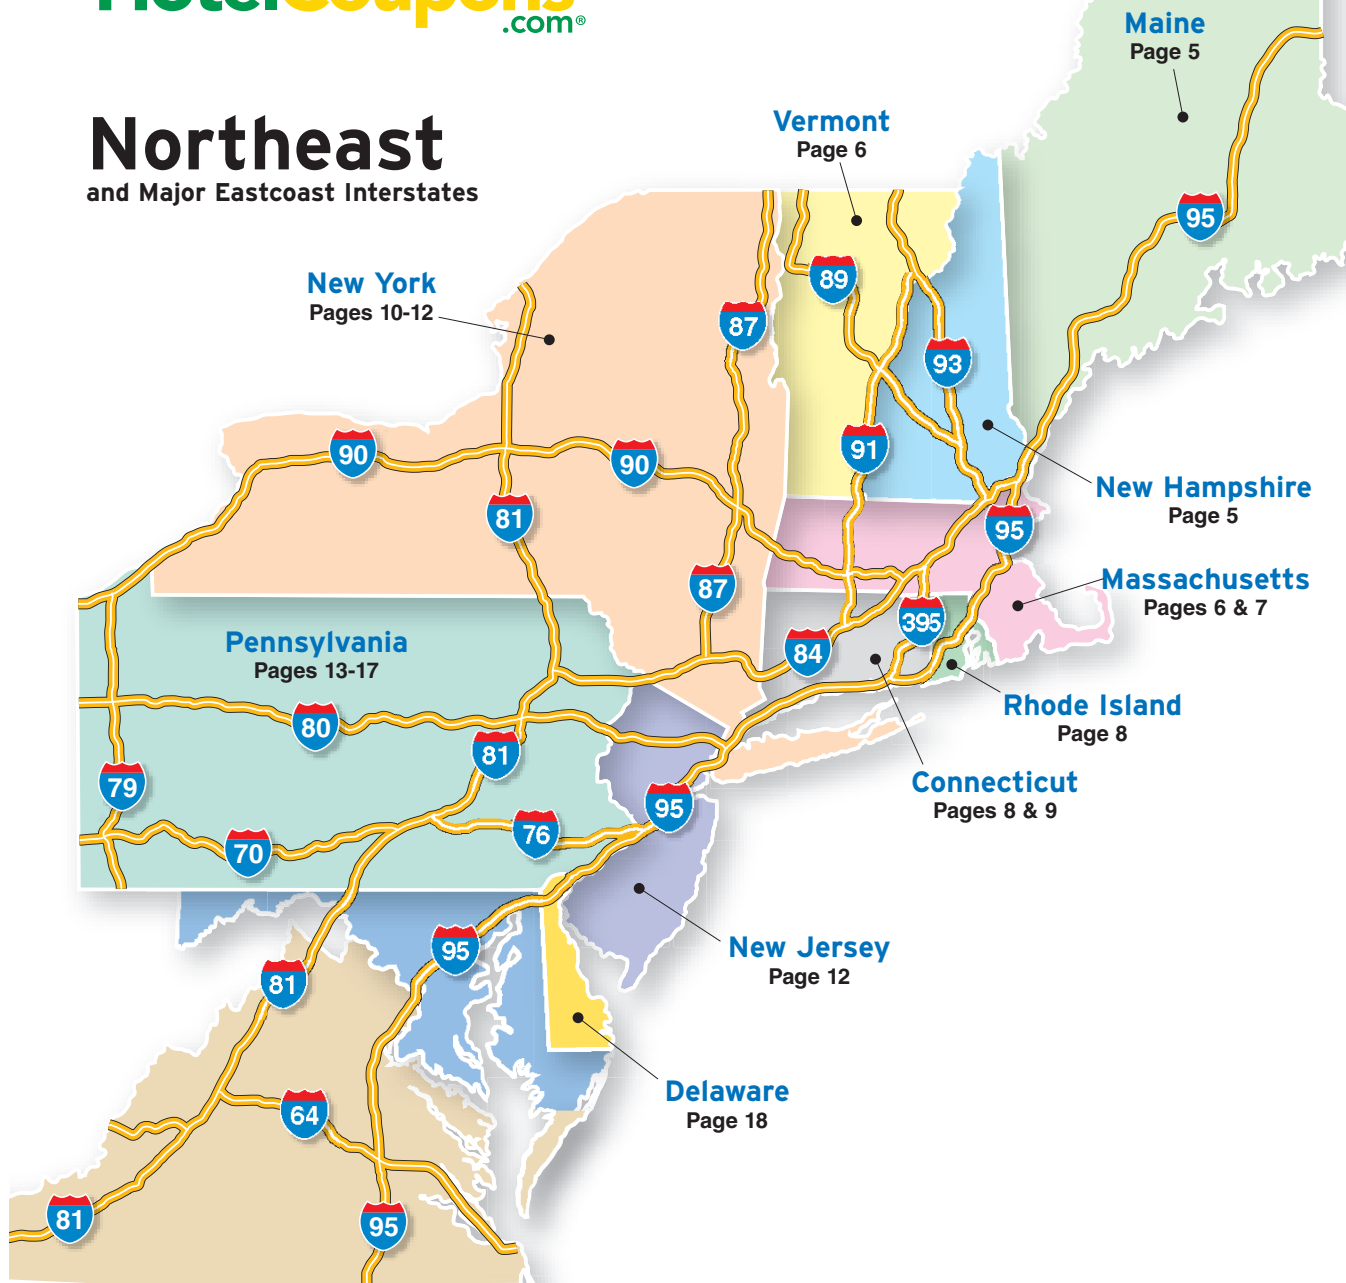 HotelCoupons
.com®
Northeast
and Major Eastcoast Interstates
Maine
Page 5
Vermont
Page 6
New York
Pages 10-12
95
89
87
93
90
90
91
81
New Hampshire
Page 5
95
Massachusetts
Pages 6 & 7
87
395
84
Pennsylvania
Pages 13-17
Rhode Island
Page 8
80
81
79
Connecticut
Pages 8 & 9
95
76
70
95
New Jersey
Page 12
81
Delaware
Page 18
64
81
95